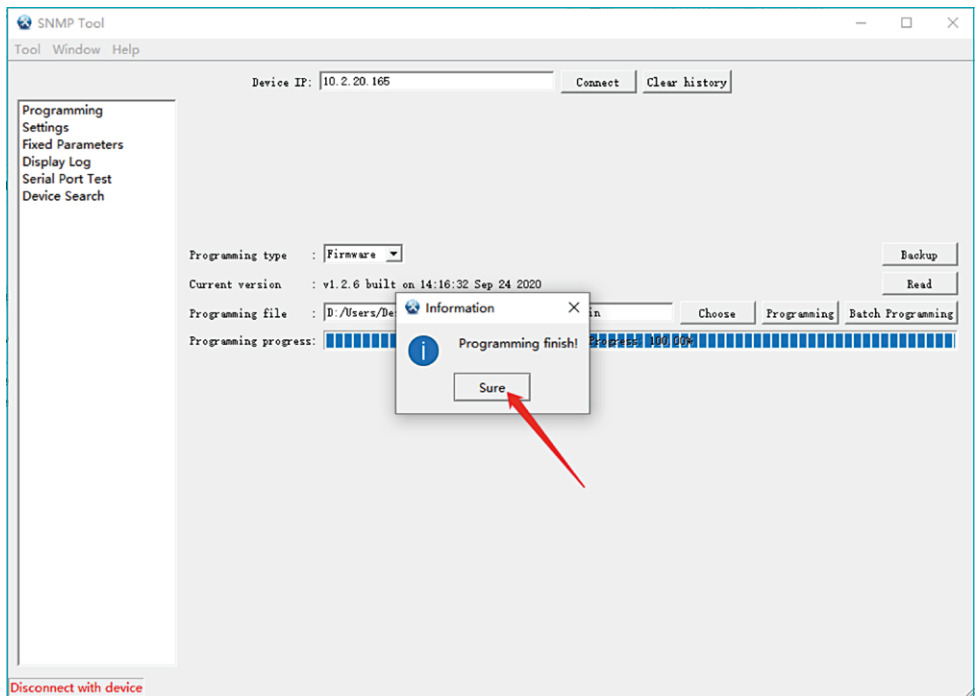 SNMP Tool
Tool Window Help
Device IP: 10.2.20.165 Connect Clear history
Programming
Settings
Fixed Parameters
Display Log
Serial Port Test
Device Search
Programming type : Firmware Backup
Current version : v1.2.6 built on 14:16:32 Sep 24 2020 Read
Programming file : D:/Users/De in Choose Programming Batch Programming
Programming progress: Progress: 100.00%
Information
Programming finish!
Sure
Disconnect with device